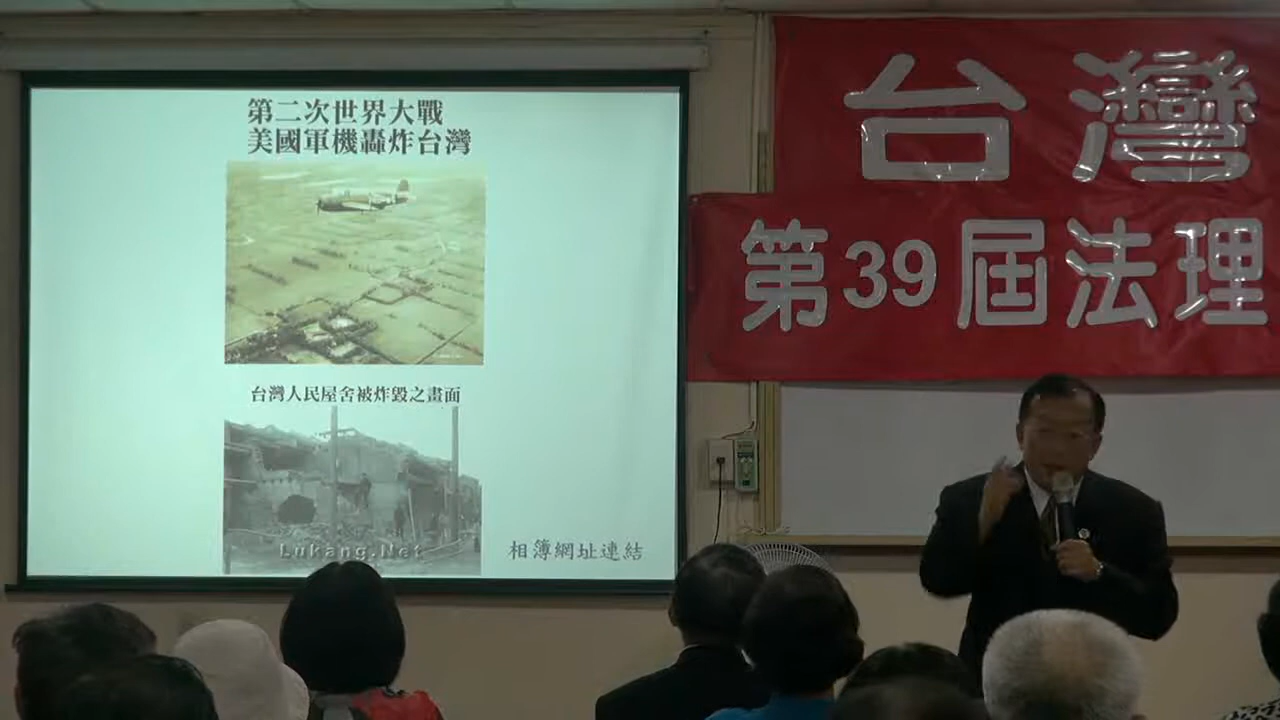 第二次世界大戰
美國軍機轟炸台灣
台灣人民屋舍被炸毀之畫面
Lukang.Net
相簿網址連結
台灣
第39屆法理